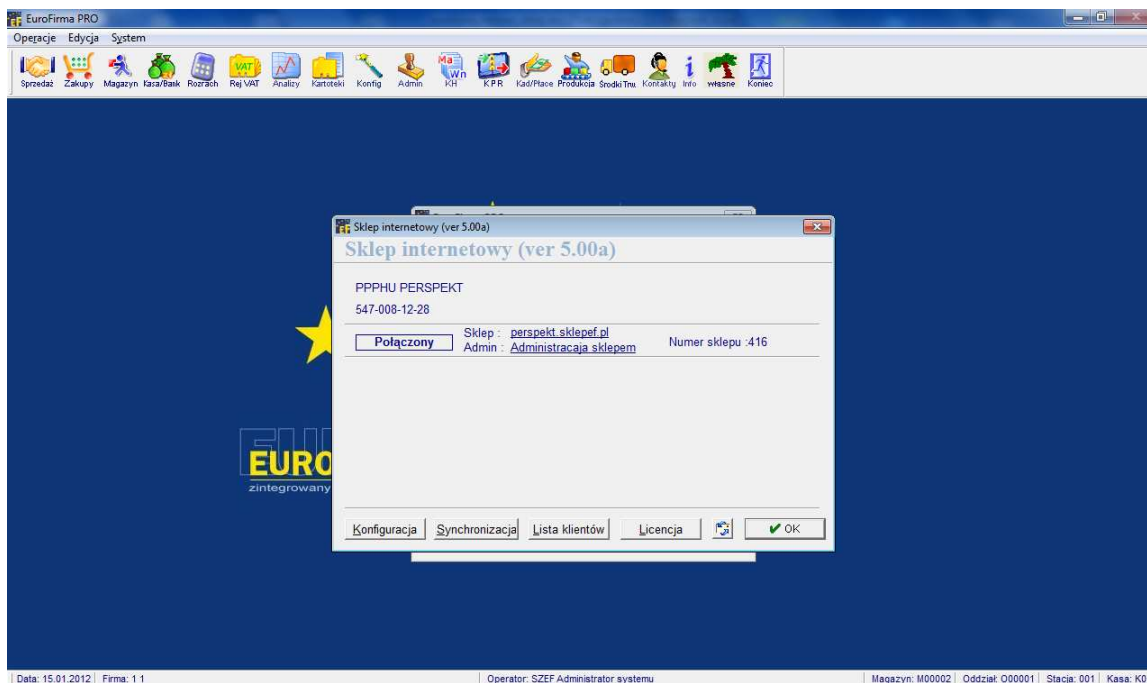 EuroFirma PRO
Operacje Edycja System
Sprzedaż Zakupy Magazyn Kasa/Bank Rozrach Rej VAT Analizy Kartoteki Konfig Admin KH KPR Kad/Płace Produkcja Środki Trw. Kontakty Info własne Koniec
VAT
Ma
Wn
Sklep internetowy (ver 5.00a)
Sklep internetowy (ver 5.00a)
PPPHU PERSPEKT
547-008-12-28
Połączony
Sklep : perspekt.sklepef.pl
Admin : Administracaja sklepem
Numer sklepu :416
EURO
zintegrowany
Konfiguracja Synchronizacja Lista klientów Licencja OK
Data: 15.01.2012 Firma: 1 1 Operator: SZEF Administrator systemu Magazyn: M00002 Oddział: O00001 Stacja: 001 Kasa: K0